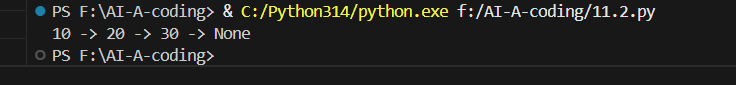 PS F:\AI-A-coding> & C:/Python314/python.exe f:/AI-A-coding/11.2.py
10 -> 20 -> 30 -> None
PS F:\AI-A-coding>